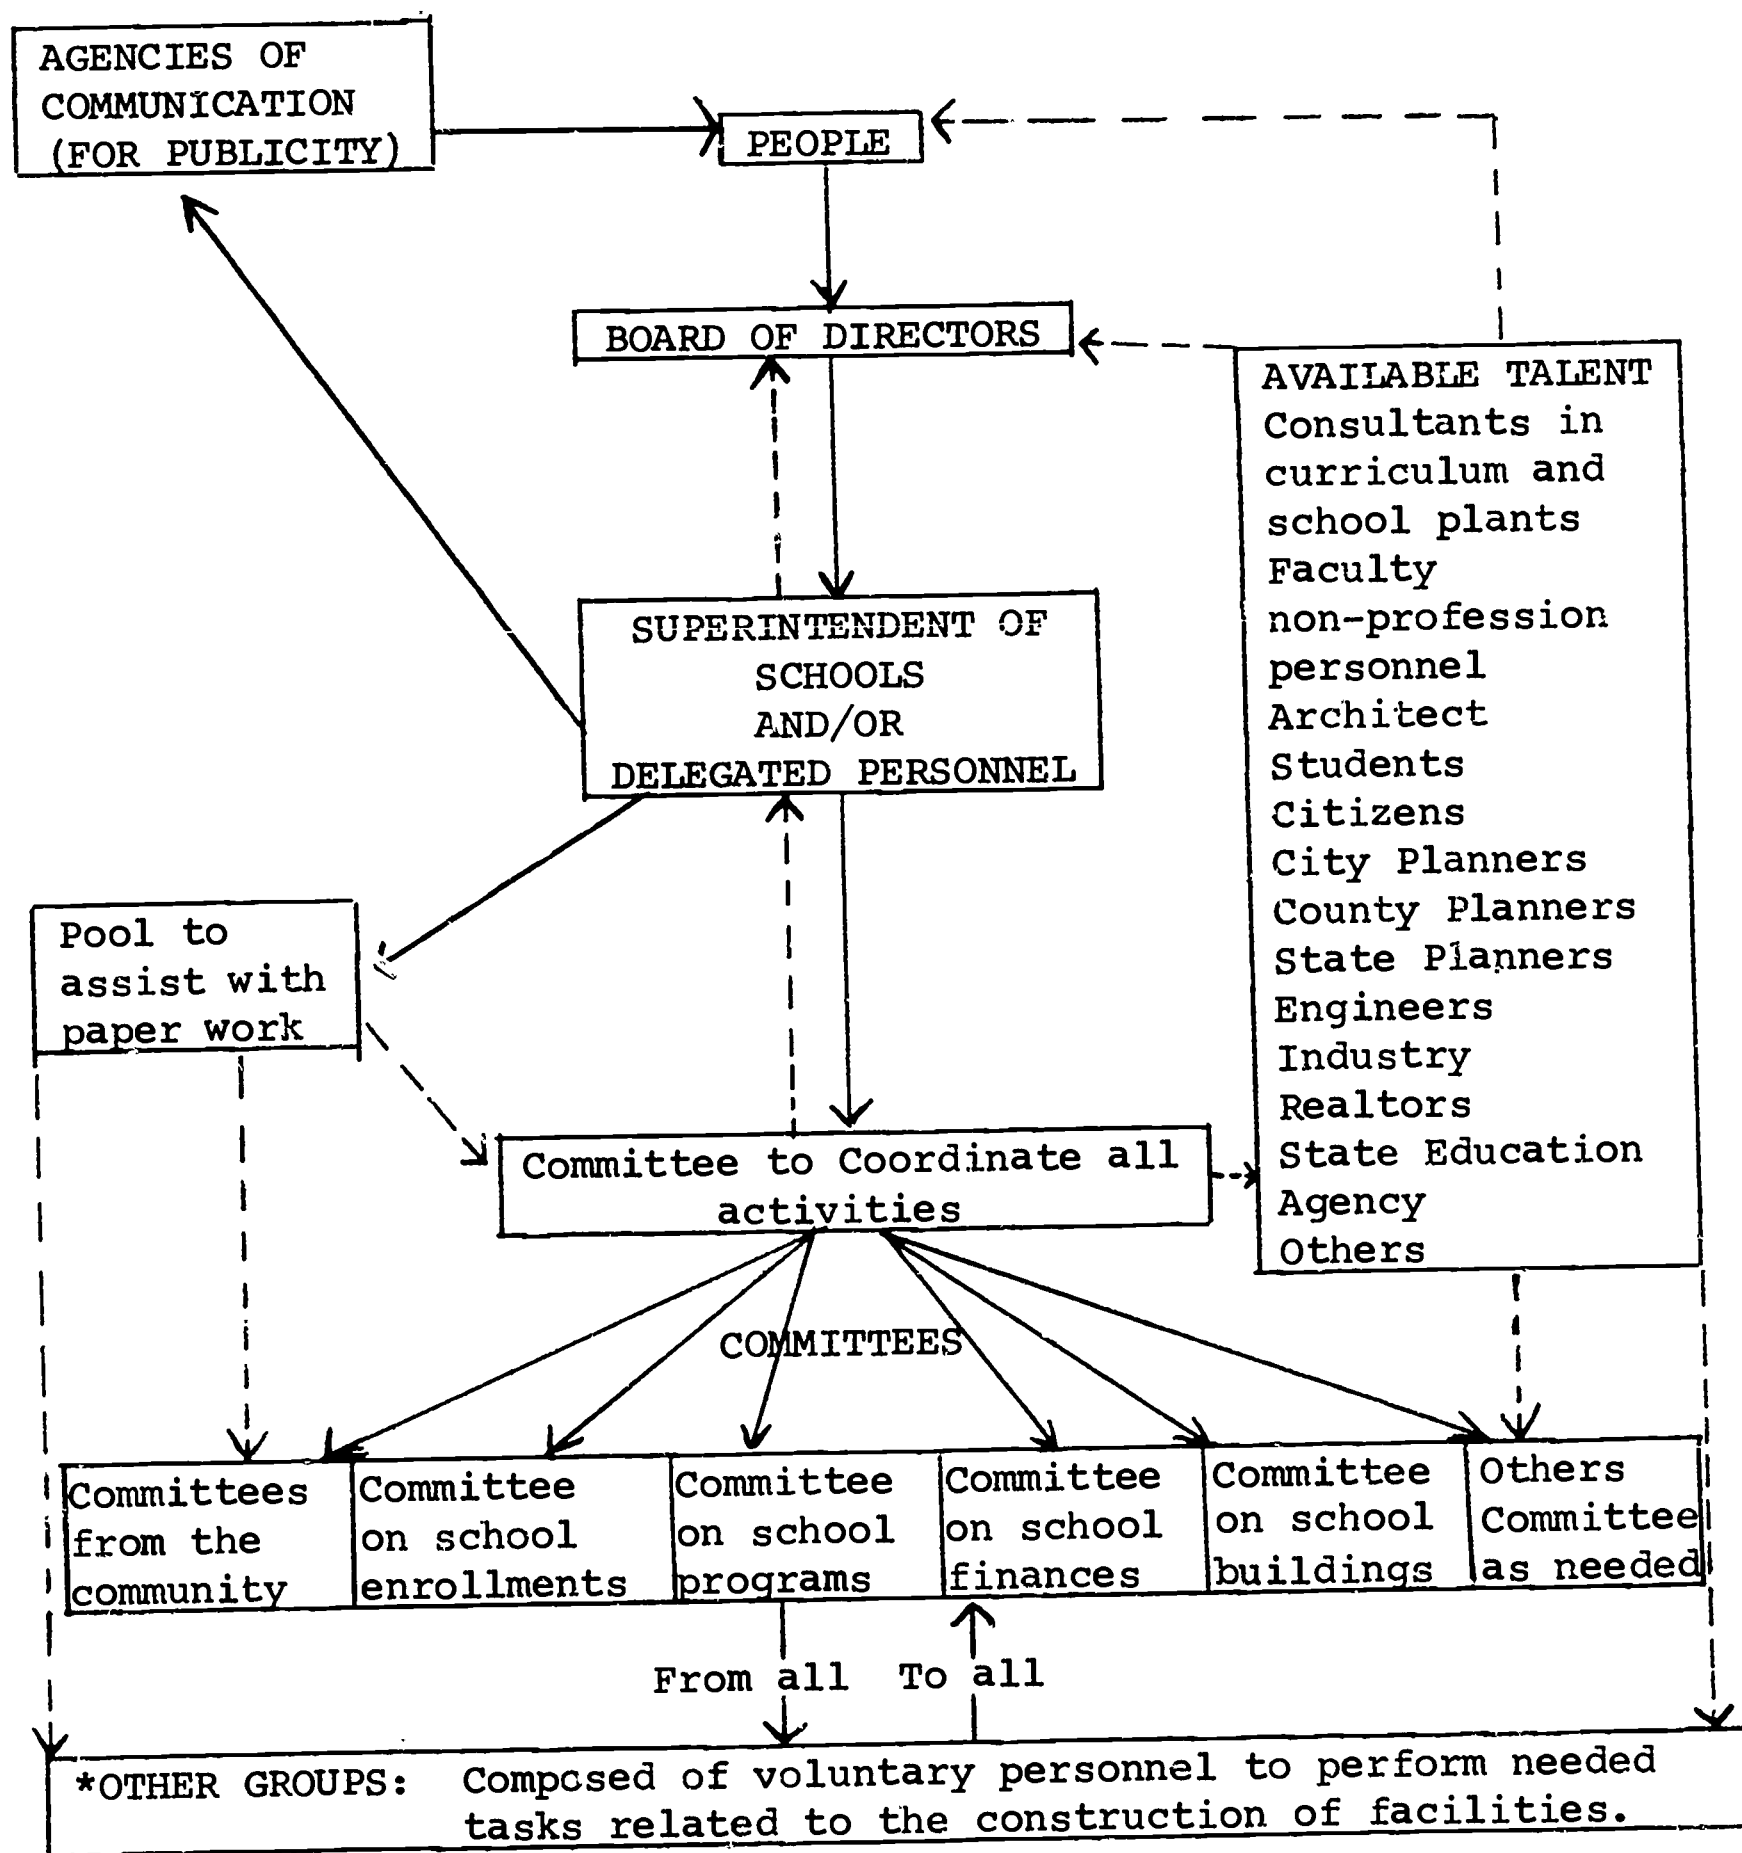 AGENCIES OF
COMMUNICATION
(FOR PUBLICITY)
PEOPLE
BOARD OF DIRECTORS
AVAILABLE TALENT
Consultants in
curriculum and
school plants
Faculty
non-profession
personnel
Architect
Students
Citizens
City Planners
County Planners
State Planners
Engineers
Industry
Realtors
State Education
Agency
Others
SUPERINTENDENT OF
SCHOOLS
AND/OR
DELEGATED PERSONNEL
Pool to
assist with
paper work
Committee to Coordinate all
activities
COMMITTEES
Committees
from the
community
Committee
on school
enrollments
Committee
on school
programs
Committee
on school
finances
Committee
on school
buildings
Others
Committee
as needed
From all To all
*OTHER GROUPS: Composed of voluntary personnel to perform needed
tasks related to the construction of facilities.